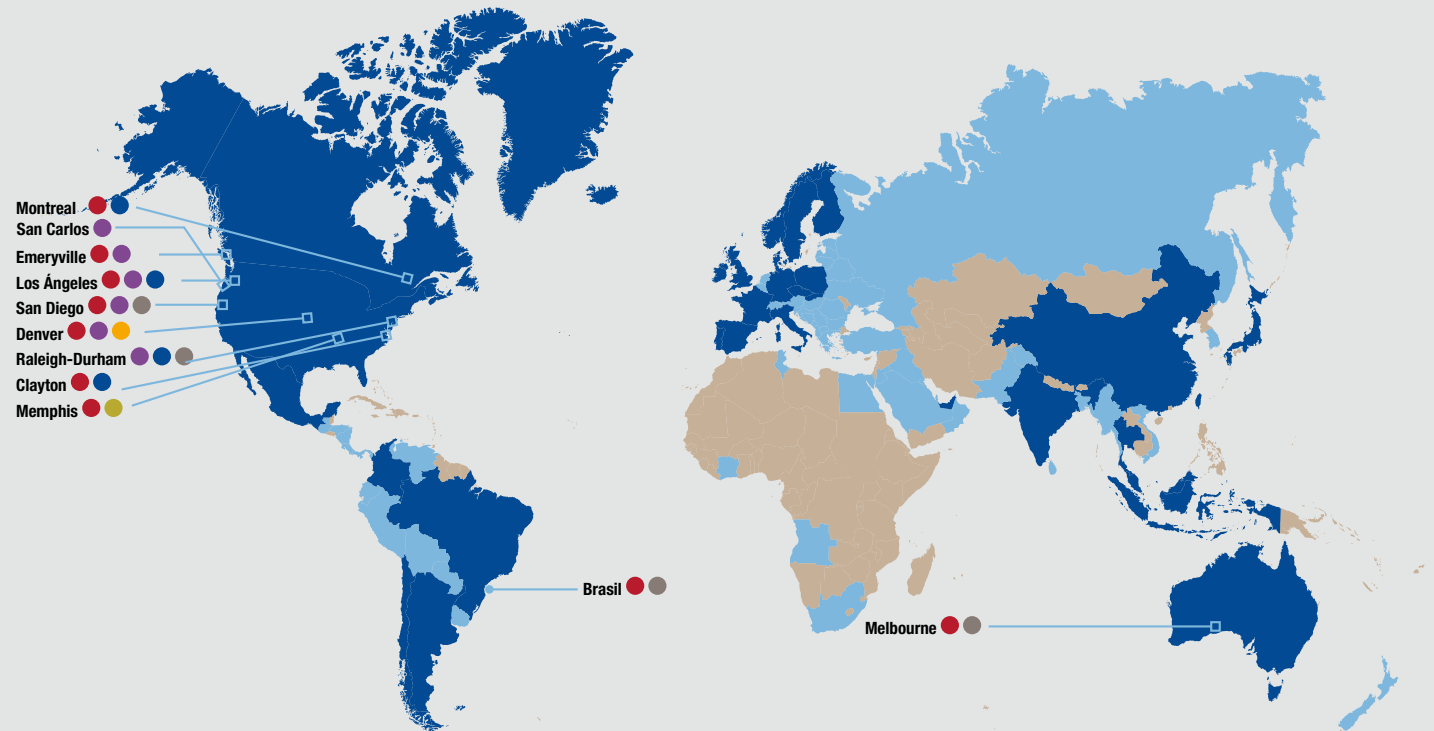 Montreal
San Carlos
Emeryville
Los Ángeles
San Diego
Denver
Raleigh-Durham
Clayton
Memphis
Brasil
Melbourne